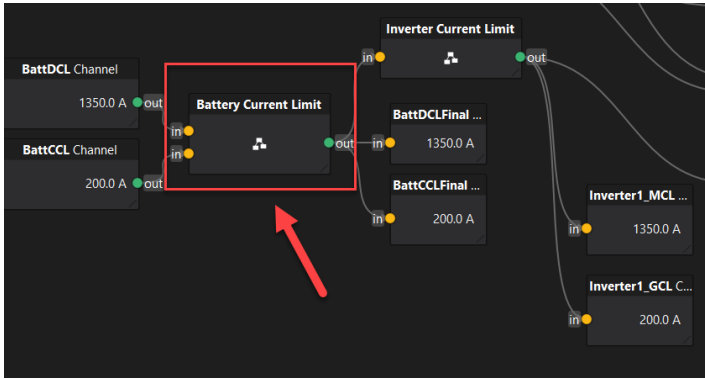 Inverter Current Limit
in
out
BattDCL Channel
1350.0 A
out
Battery Current Limit
in
in
out
BattDCLFinal ...
in
1350.0 A
BattCCL Channel
200.0 A
out
BattCCLFinal ...
in
200.0 A
Inverter1_MCL ...
in
1350.0 A
Inverter1_GCL C...
in
200.0 A